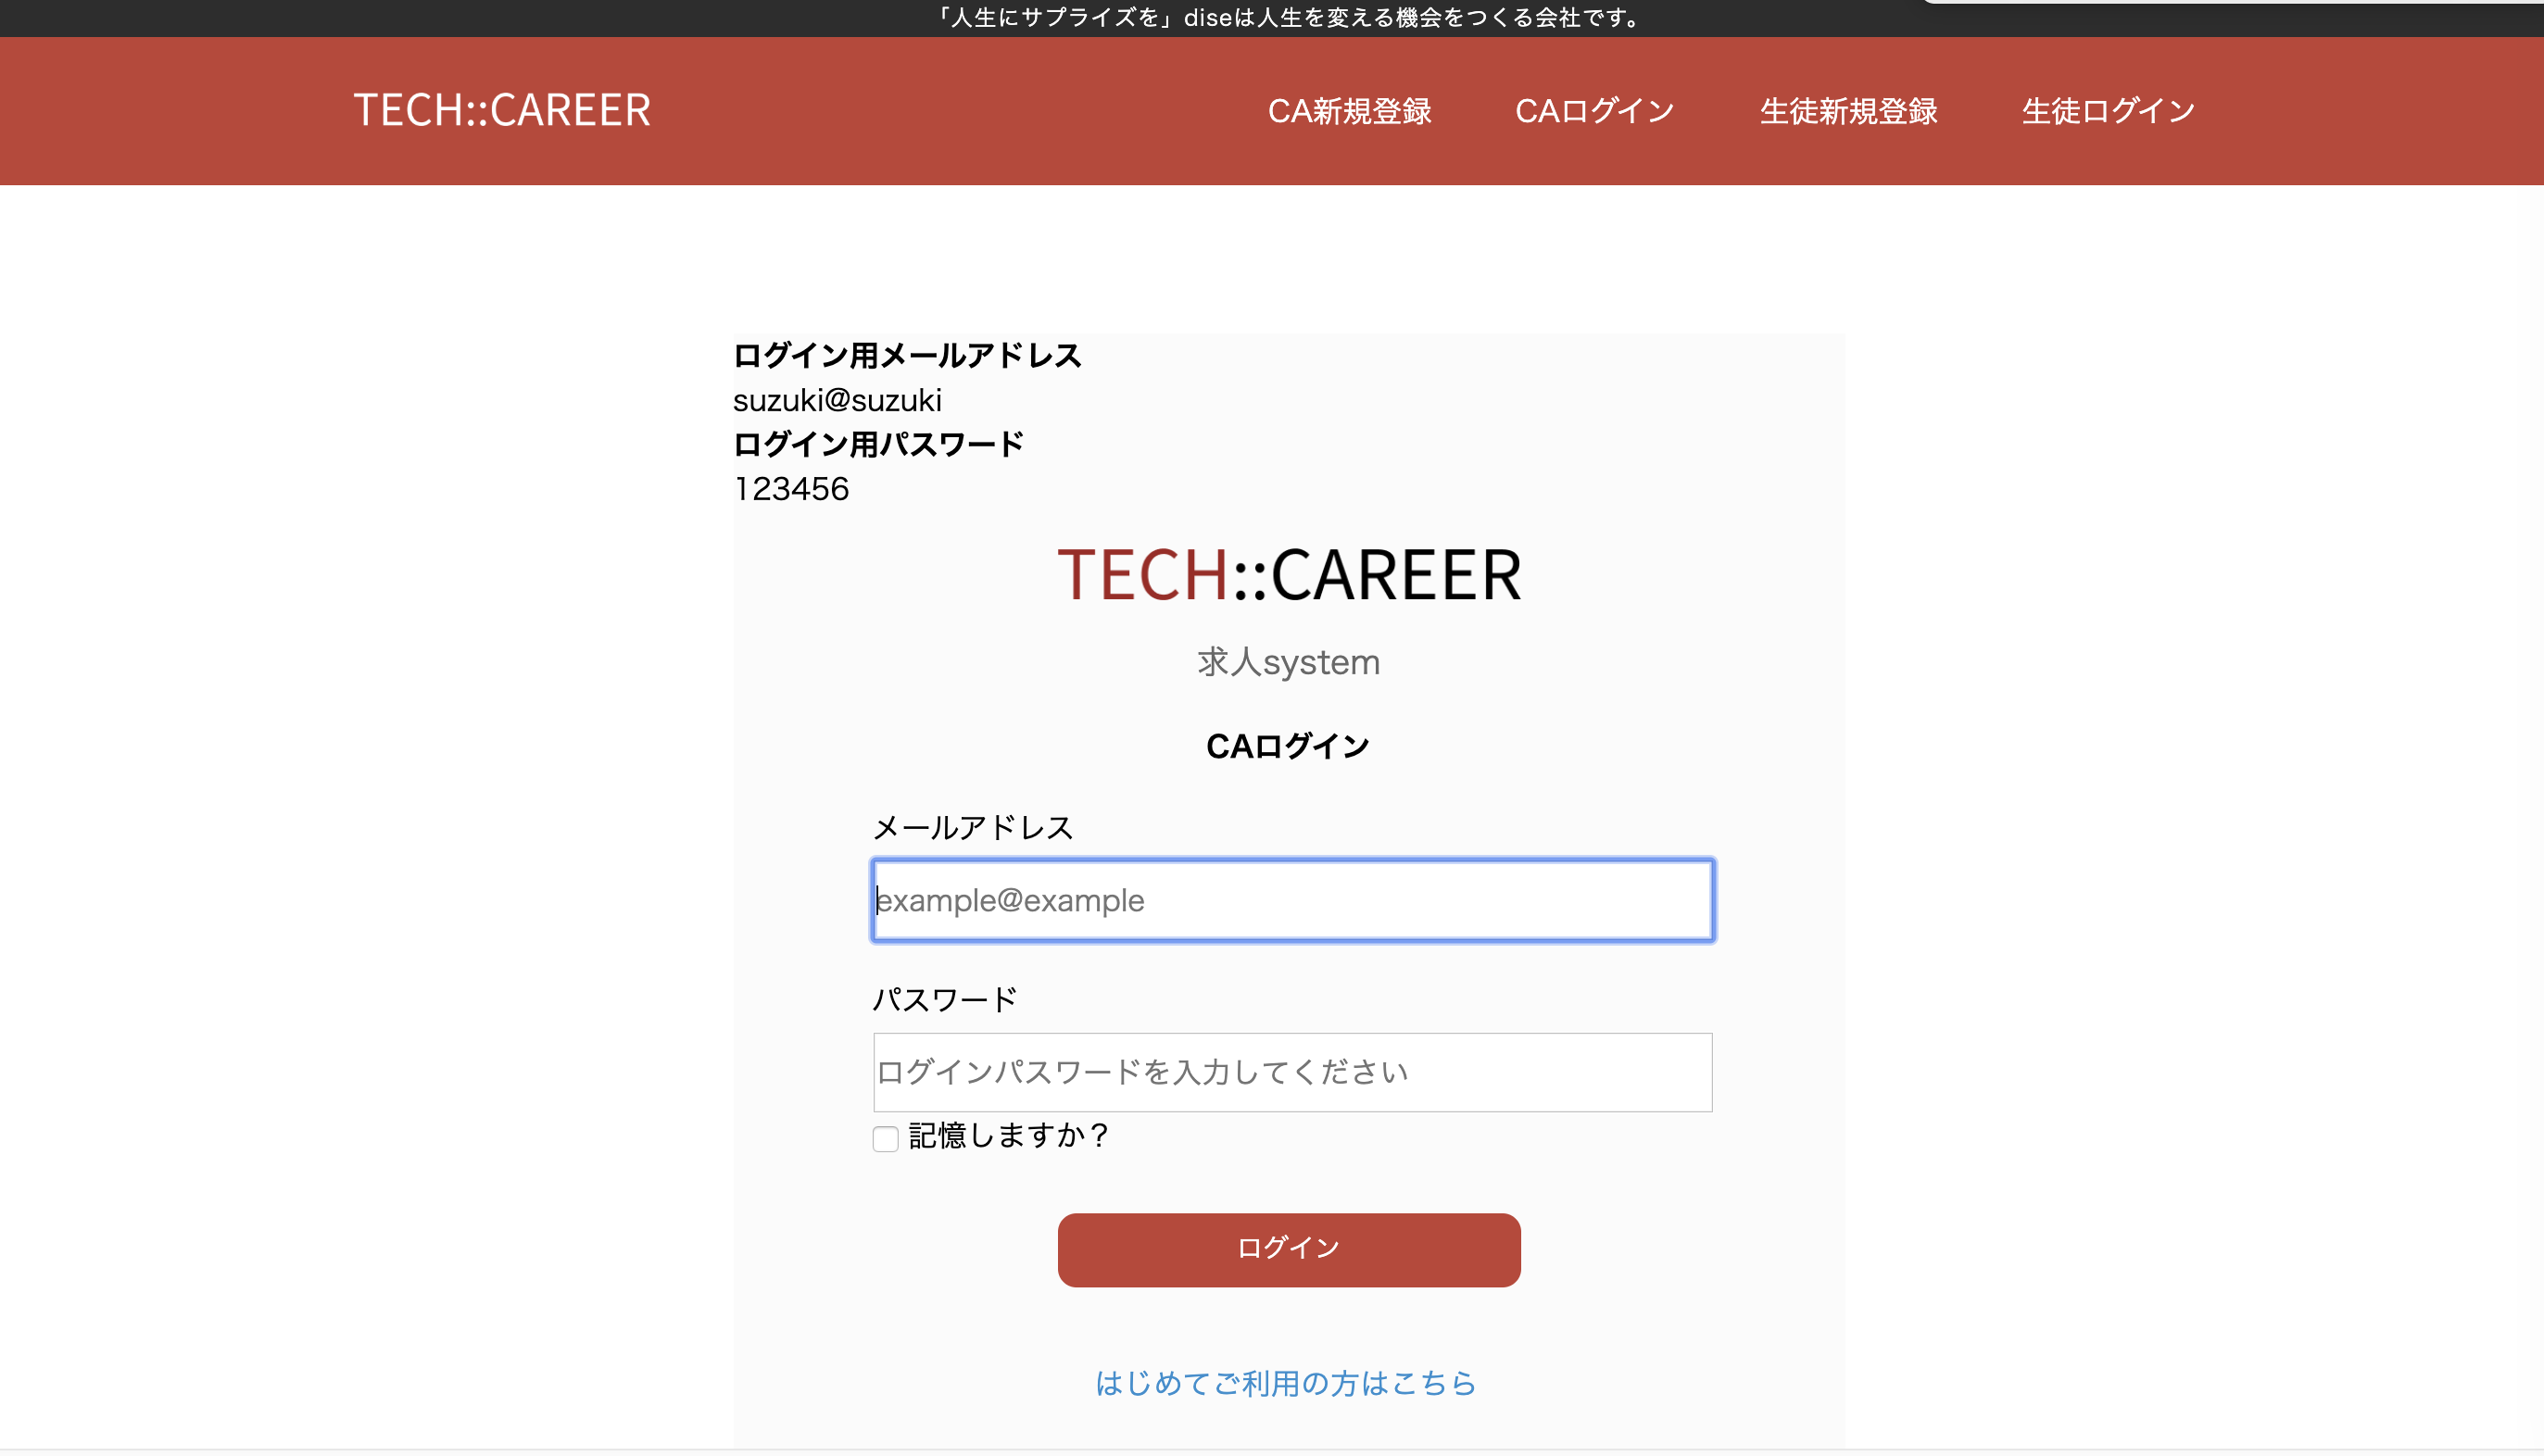 「人生にサプライズを」diseは人生を変える機会をつくる会社です。
TECH::CAREER CA新規登録 CAログイン 生徒新規登録 生徒ログイン
ログイン用メールアドレス
suzuki@suzuki
ログイン用パスワード
123456
TECH::CAREER
求人system
CAログイン
メールアドレス
example@example
パスワード
ログインパスワードを入力してください
記憶しますか？
ログイン
はじめてご利用の方はこちら